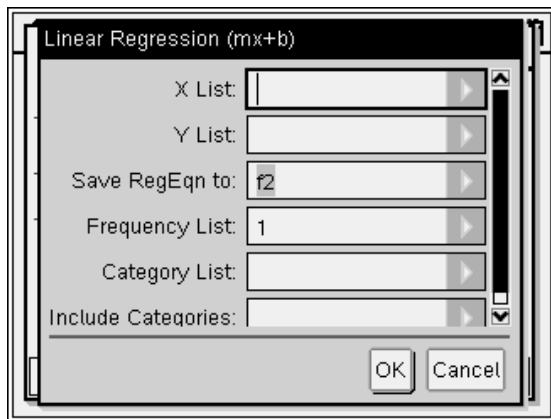 Linear Regression (mx+b)
X List:
Y List:
Save RegEqn to: f2
Frequency List: 1
Category List:
Include Categories:
OK Cancel